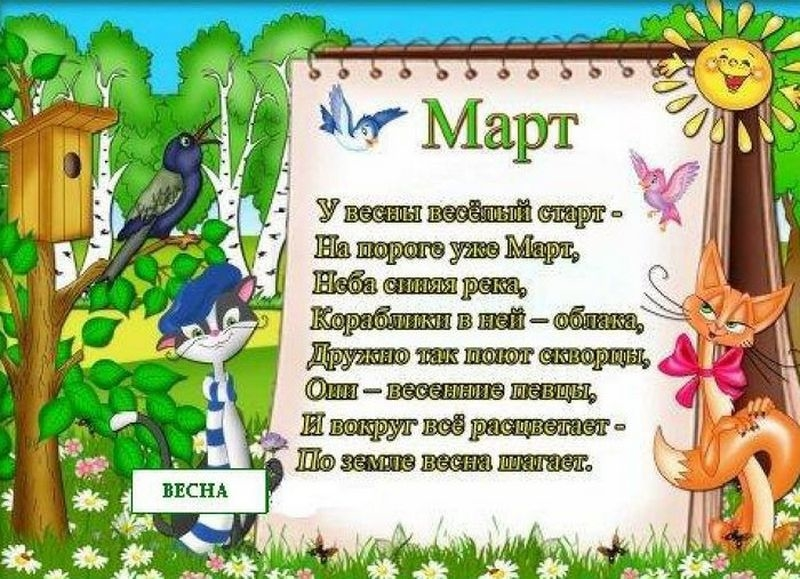 Март
У весны весёлый старт -
На пороге уже Март,
Неба синяя река,
Кораблики в ней – облака,
Дружно так поют скворцы,
Они – весенние певцы,
И вокруг всё расцветает -
По земле весна шагает.
ВЕСНА